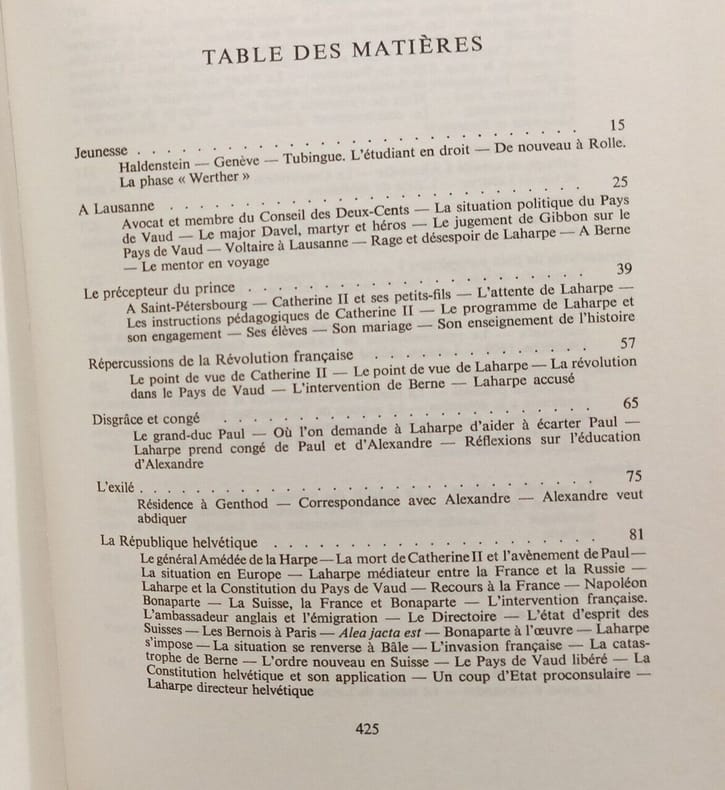 TABLE DES MATIÈRES
Jeunesse . . . . . . . . . . . . . . . . . . . . . . . . 15
Haldenstein — Genève — Tubingue. L'étudiant en droit — De nouveau à Rolle.
La phase « Werther »
A Lausanne . . . . . . . . . . . . . . . . . . . . . . . 25
Avocat et membre du Conseil des Deux-Cents — La situation politique du Pays
de Vaud — Le major Davel, martyr et héros — Le jugement de Gibbon sur le
Pays de Vaud — Voltaire à Lausanne — Rage et désespoir de Laharpe — A Berne
— Le mentor en voyage
Le précepteur du prince . . . . . . . . . . . . . . . . . . 39
A Saint-Pétersbourg — Catherine II et ses petits-fils — L'attente de Laharpe —
Les instructions pédagogiques de Catherine II — Le programme de Laharpe et
son engagement — Ses élèves — Son mariage — Son enseignement de l'histoire
Répercussions de la Révolution française . . . . . . . . . . . . 57
Le point de vue de Catherine II — Le point de vue de Laharpe — La révolution
dans le Pays de Vaud — L'intervention de Berne — Laharpe accusé
Disgrâce et congé . . . . . . . . . . . . . . . . . . . . 65
Le grand-duc Paul — Où l'on demande à Laharpe d'aider à écarter Paul —
Laharpe prend congé de Paul et d'Alexandre — Réflexions sur l'éducation
d'Alexandre
L'exilé . . . . . . . . . . . . . . . . . . . . . . . . . 75
Résidence à Genthod — Correspondance avec Alexandre — Alexandre veut
abdiquer
La République helvétique . . . . . . . . . . . . . . . . . 81
Le général Amédée de la Harpe — La mort de Catherine II et l'avènement de Paul —
La situation en Europe — Laharpe médiateur entre la France et la Russie —
Laharpe et la Constitution du Pays de Vaud — Recours à la France — Napoléon
Bonaparte — La Suisse, la France et Bonaparte — L'intervention française.
L'ambassadeur anglais et l'émigration — Le Directoire — L'état d'esprit des
Suisses — Les Bernois à Paris — Alea jacta est — Bonaparte à l'œuvre — Laharpe
s'impose — La situation se renverse à Bâle — L'invasion française — La catas-
trophe de Berne — L'ordre nouveau en Suisse — Le Pays de Vaud libéré — La
Constitution helvétique et son application — Un coup d'Etat proconsulaire —
Laharpe directeur helvétique
425